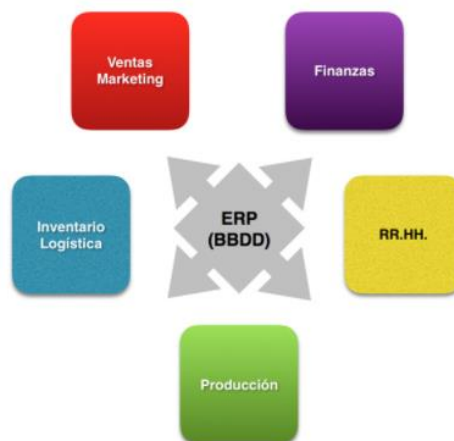 Ventas
Marketing
Finanzas
Inventario
Logística
ERP
(BBDD)
RR.HH.
Producción